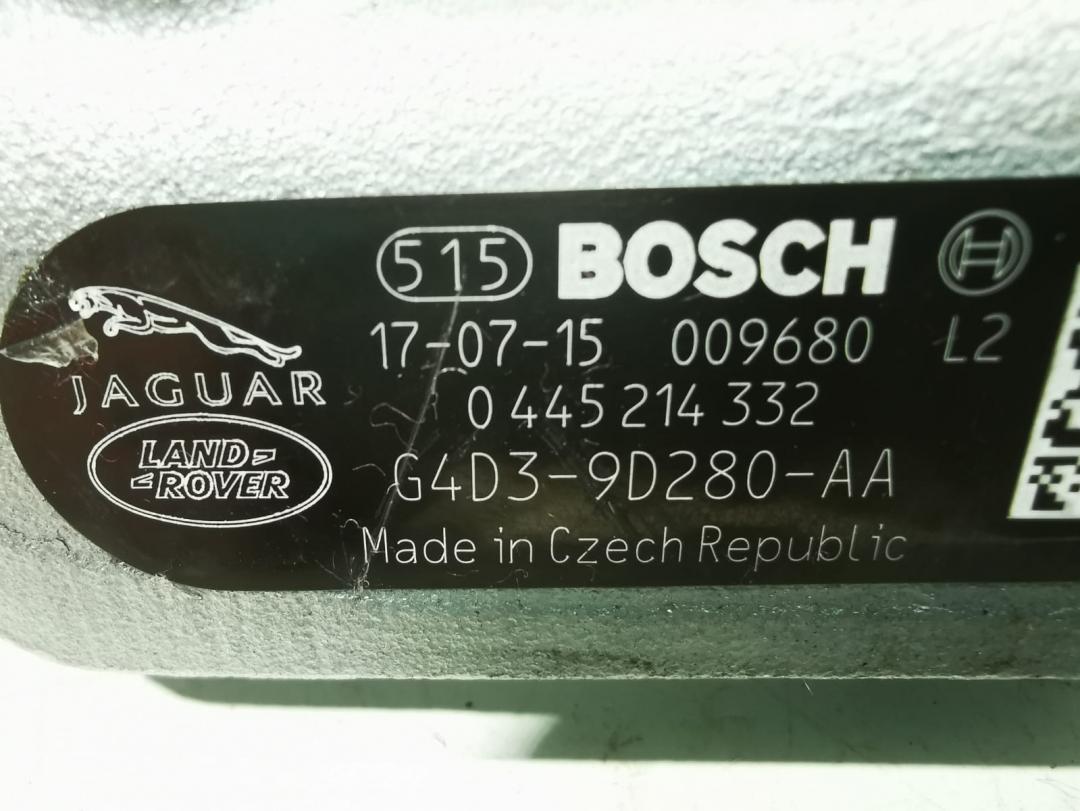 515 BOSCH
17-07-15 009680 L2
0 445 214 332
G4D3-9D280-AA
Made in Czech Republic
JAGUAR
LAND-
-ROVER